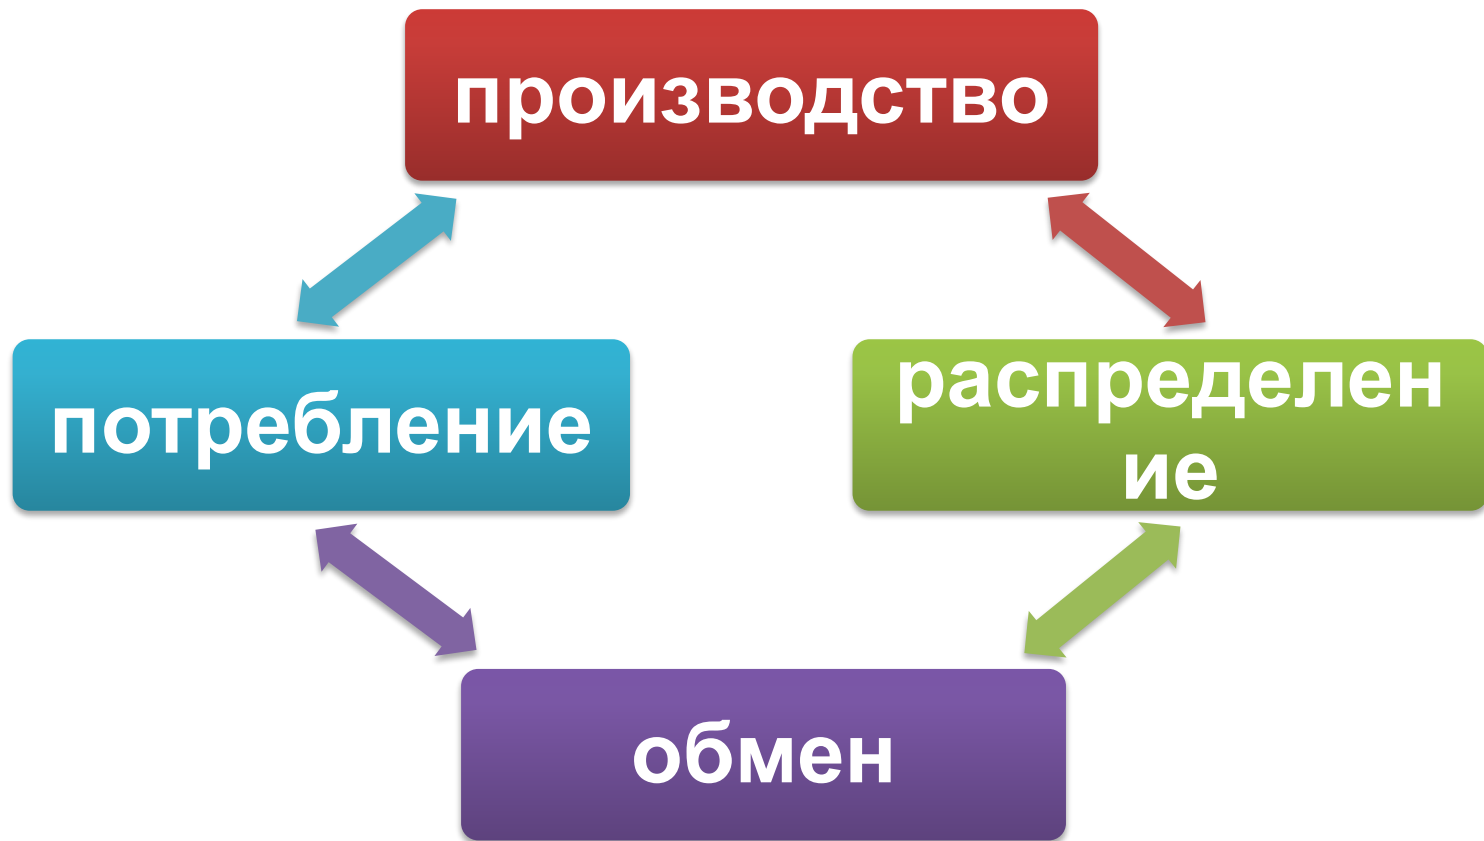 производство
потребление
распределен
ие
обмен